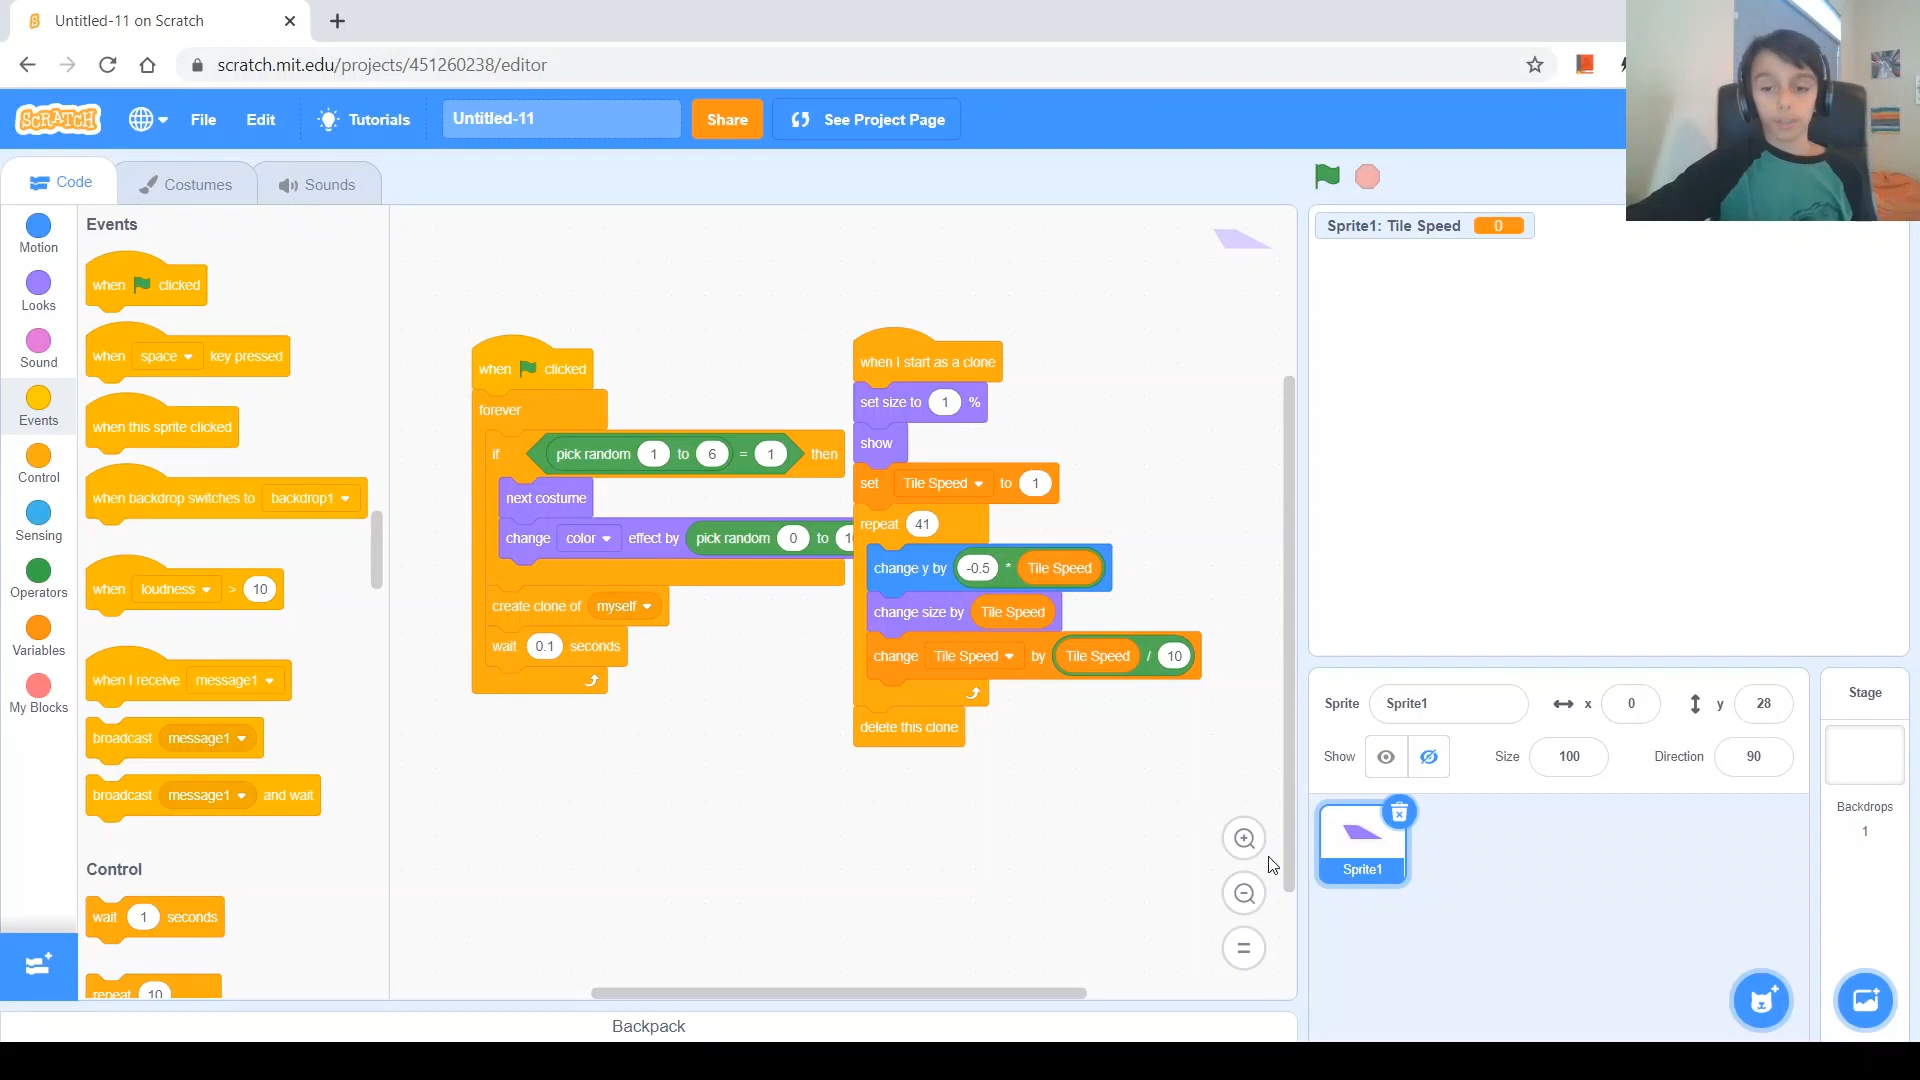 Untitled-11 on Scratch
scratch.mit.edu/projects/451260238/editor
SCRATCH
File
Edit
Tutorials
Untitled-11
Share
See Project Page
Code
Costumes
Sounds
Motion
Looks
Sound
Events
Control
Sensing
Operators
Variables
My Blocks
Events
when clicked
when space key pressed
when this sprite clicked
when backdrop switches to backdrop1
when loudness > 10
when I receive message1
broadcast message1
broadcast message1 and wait
Control
wait 1 seconds
repeat 10
when clicked
forever
if pick random 1 to 6 = 1 then
next costume
change color effect by pick random 0 to
create clone of myself
wait 0.1 seconds
when I start as a clone
set size to 1 %
show
set Tile Speed to 1
repeat 41
change y by -0.5 * Tile Speed
change size by Tile Speed
change Tile Speed by Tile Speed / 10
delete this clone
Backpack
Sprite1: Tile Speed 0
Sprite Sprite1 x 0 y 28
Show Size 100 Direction 90
Sprite1
Stage
Backdrops
1